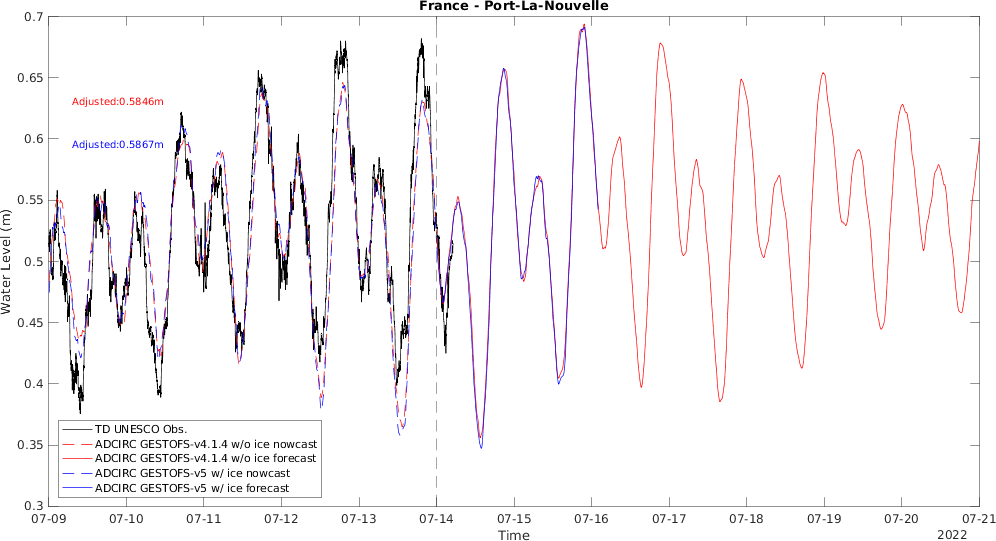 France - Port-La-Nouvelle
0.7
0.65
0.6
0.55
0.5
0.45
0.4
0.35
0.3
Water Level (m)
Adjusted:0.5846m
Adjusted:0.5867m
TD UNESCO Obs.
ADCIRC GESTOFS-v4.1.4 w/o ice nowcast
ADCIRC GESTOFS-v4.1.4 w/o ice forecast
ADCIRC GESTOFS-v5 w/ ice nowcast
ADCIRC GESTOFS-v5 w/ ice forecast
07-09 07-10 07-11 07-12 07-13 07-14 07-15 07-16 07-17 07-18 07-19 07-20 07-21
Time
2022